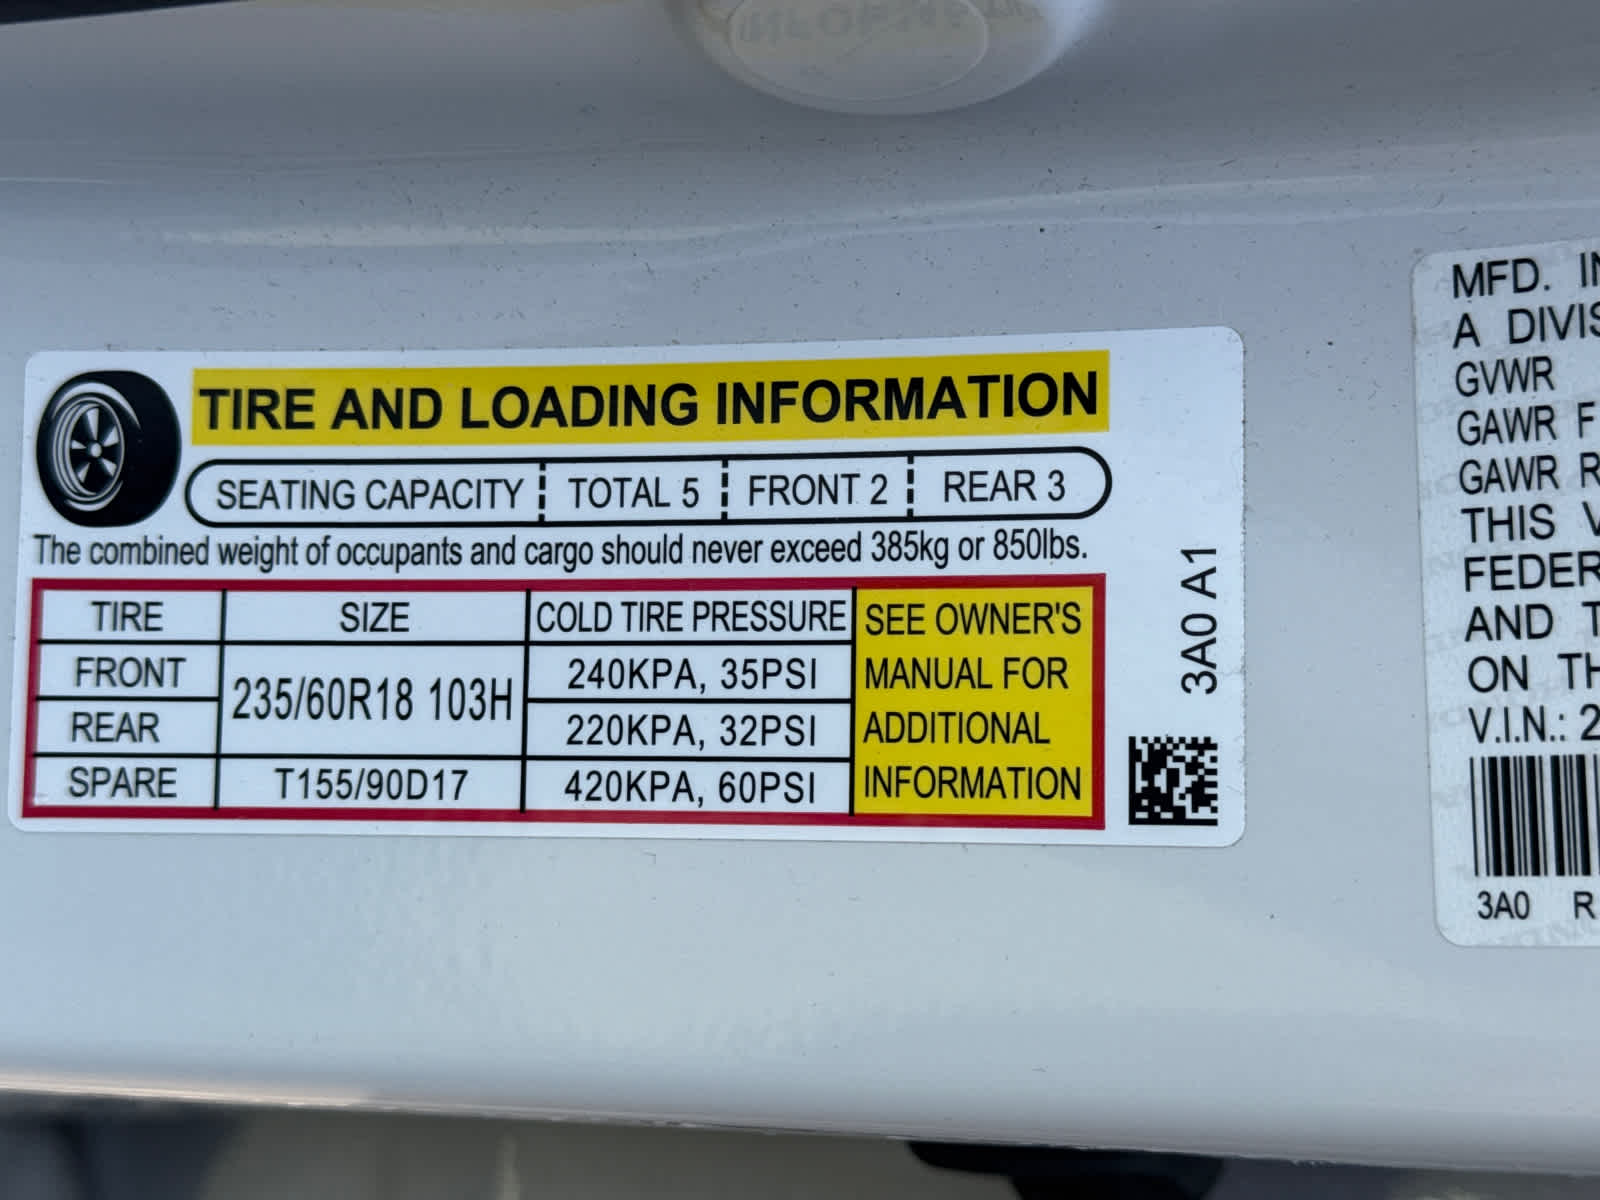 TIRE AND LOADING INFORMATION
SEATING CAPACITY TOTAL 5 FRONT 2 REAR 3
The combined weight of occupants and cargo should never exceed 385kg or 850lbs.
TIRE SIZE COLD TIRE PRESSURE
FRONT 235/60R18 103H 240KPA, 35PSI
REAR 220KPA, 32PSI
SPARE T155/90D17 420KPA, 60PSI
SEE OWNER'S
MANUAL FOR
ADDITIONAL
INFORMATION
3A0 A1
MFD.
A
GVWR
GAWR F
GAWR R
THIS
AND
ON
V.I.N.: 2
3A0 R